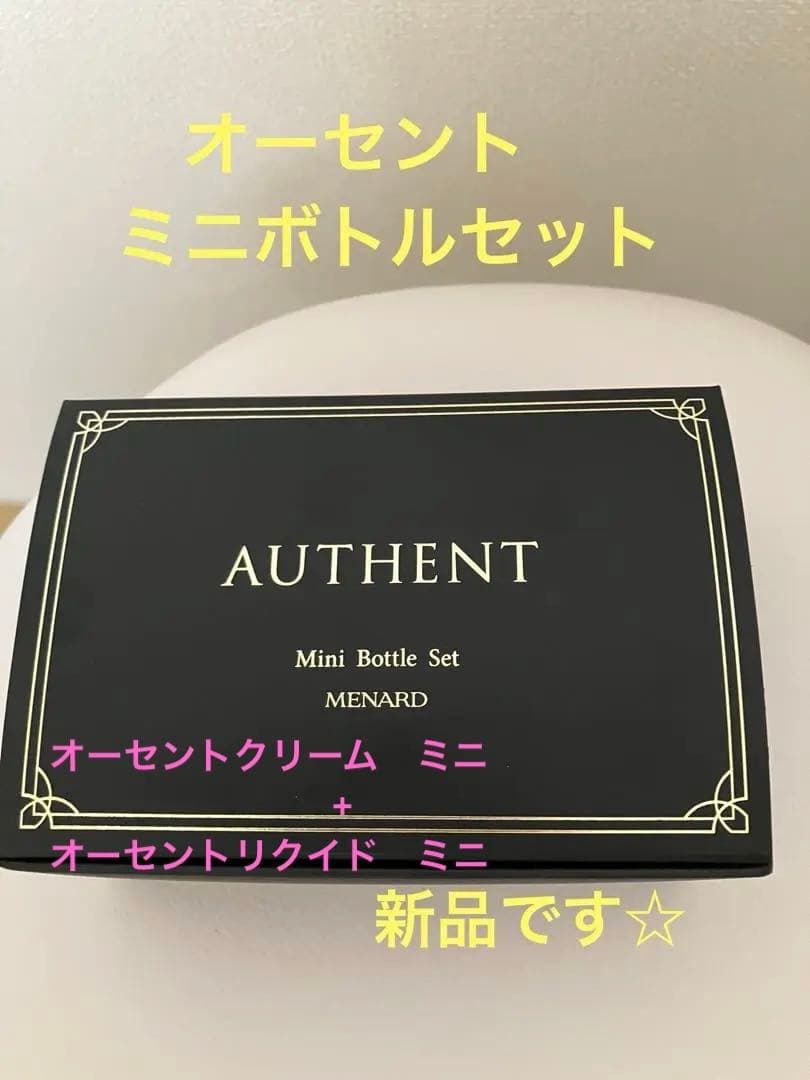 オーセント
ミニボトルセット
AUTHENT
Mini Bottle Set
MENARD
オーセントクリーム　ミニ
+
オーセントリクイド　ミニ
新品です☆